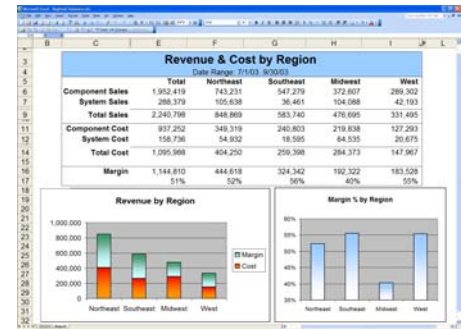 Revenue & Cost by Region
Date Range: 7/1/03 9/30/03
Total Northeast Southeast Midwest West
Component Sales 1,952,419 743,231 547,279 372,607 289,302
System Sales 288,379 105,638 36,461 104,088 42,193
Total Sales 2,240,798 848,869 583,740 476,695 331,495
Component Cost 937,252 349,319 240,803 219,838 127,293
System Cost 158,736 54,932 18,595 64,535 20,675
Total Cost 1,095,988 404,250 259,398 284,373 147,967
Margin 1,144,810 444,618 324,342 192,322 183,528
51% 52% 56% 40% 55%
Revenue by Region
1,000,000
800,000
600,000
400,000
200,000
0
Northeast Southeast Midwest West
Margin
Cost
Margin % by Region
60%
55%
50%
45%
40%
35%
Northeast Southeast Midwest West